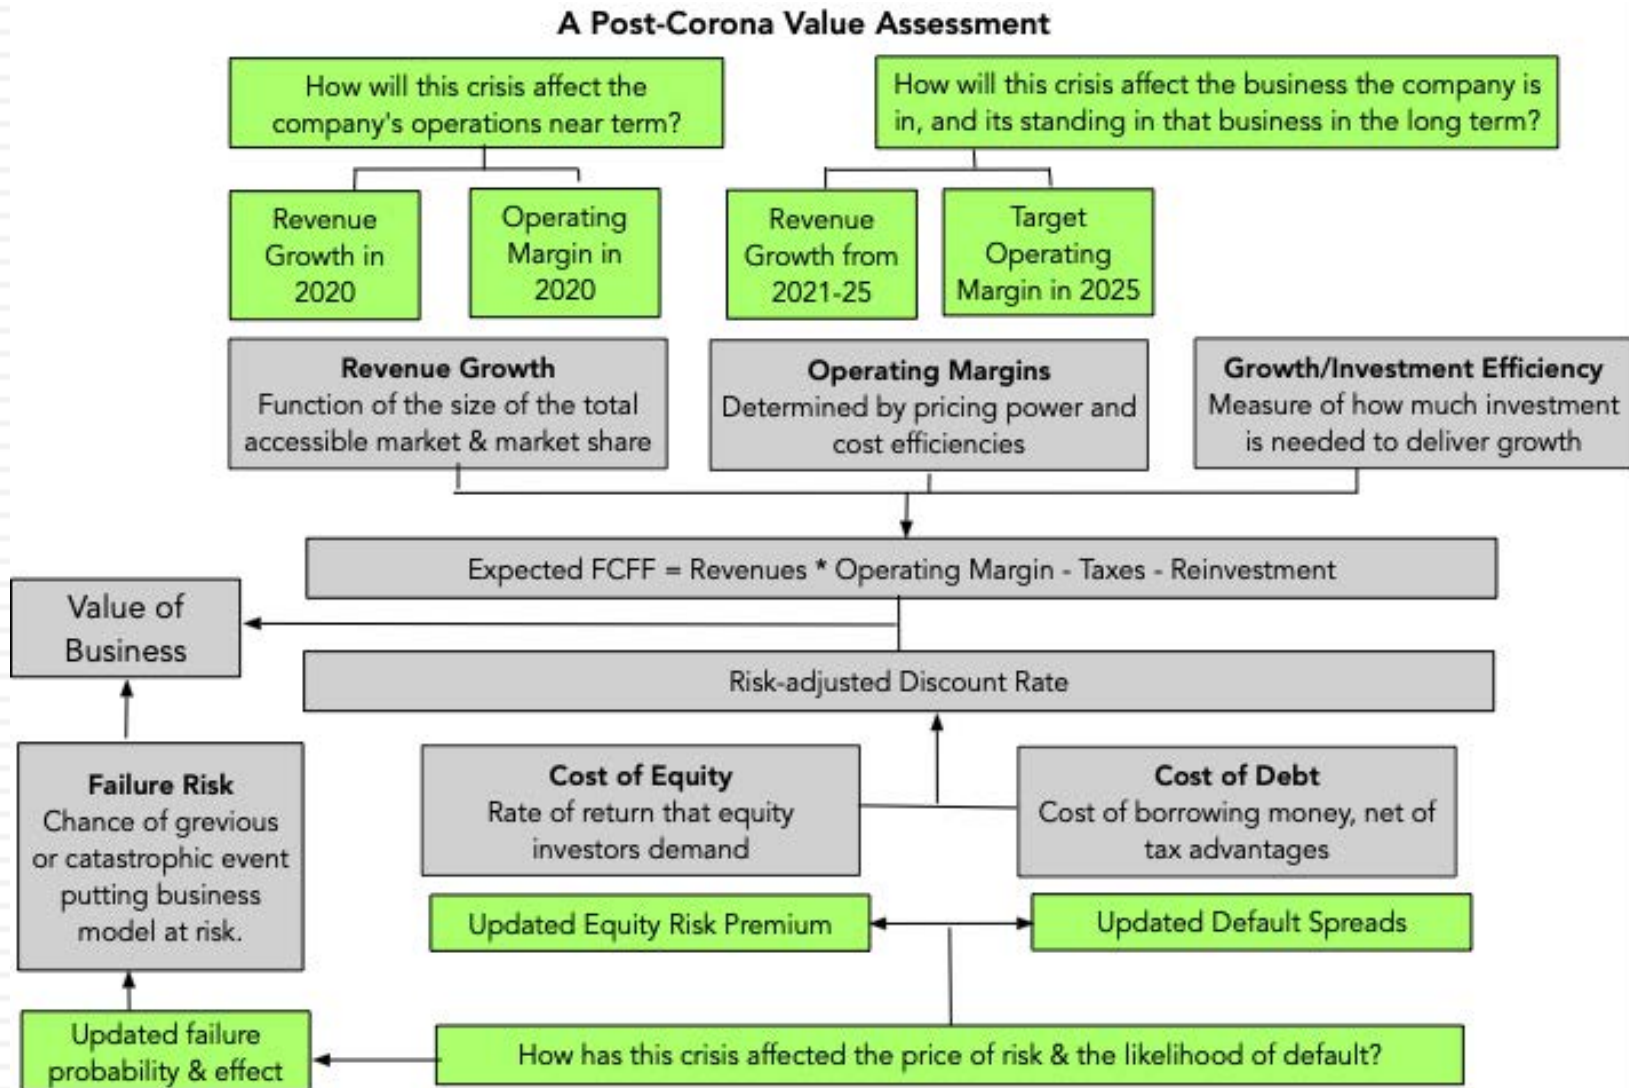 A Post-Corona Value Assessment
How will this crisis affect the
company's operations near term?
How will this crisis affect the business the company is
in, and its standing in that business in the long term?
Revenue
Growth in
2020
Operating
Margin in
2020
Revenue
Growth from
2021-25
Target
Operating
Margin in 2025
Revenue Growth
Function of the size of the total
accessible market & market share
Operating Margins
Determined by pricing power and
cost efficiencies
Growth/Investment Efficiency
Measure of how much investment
is needed to deliver growth
Expected FCFF = Revenues * Operating Margin - Taxes - Reinvestment
Value of
Business
Risk-adjusted Discount Rate
Failure Risk
Chance of grevious
or catastrophic event
putting business
model at risk.
Cost of Equity
Rate of return that equity
investors demand
Cost of Debt
Cost of borrowing money, net of
tax advantages
Updated Equity Risk Premium
Updated Default Spreads
Updated failure
probability & effect
How has this crisis affected the price of risk & the likelihood of default?